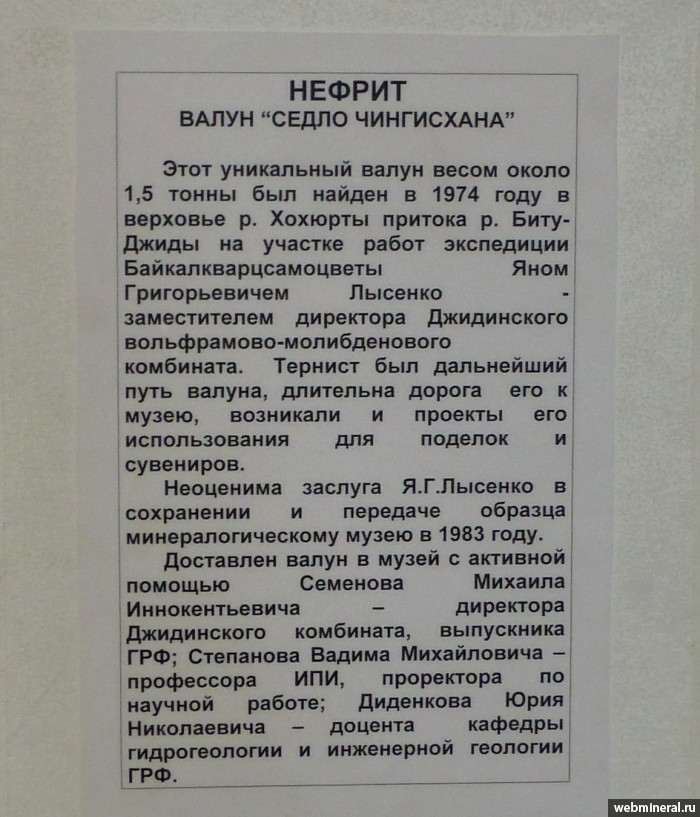 НЕФРИТ
ВАЛУН “СЕДЛО ЧИНГИСХАНА”
Этот уникальный валун весом около
1,5 тонны был найден в 1974 году в
верховье р. Хохюрты притока р. Биту-
Джиды на участке работ экспедиции
Байкалкварцсамоцветы Яном
Григорьевичем Лысенко -
заместителем директора Джидинского
вольфрамово-молибденового
комбината. Тернист был дальнейший
путь валуна, длительна дорога его к
музею, возникали и проекты его
использования для поделок и
сувениров.
Неоценима заслуга Я.Г.Лысенко в
сохранении и передаче образца
минералогическому музею в 1983 году.
Доставлен валун в музей с активной
помощью Семенова Михаила
Иннокентьевича – директора
Джидинского комбината, выпускника
ГРФ; Степанова Вадима Михайловича –
профессора ИПИ, проректора по
научной работе; Диденкова Юрия
Николаевича – доцента кафедры
гидрогеологии и инженерной геологии
ГРФ.
webmineral.ru